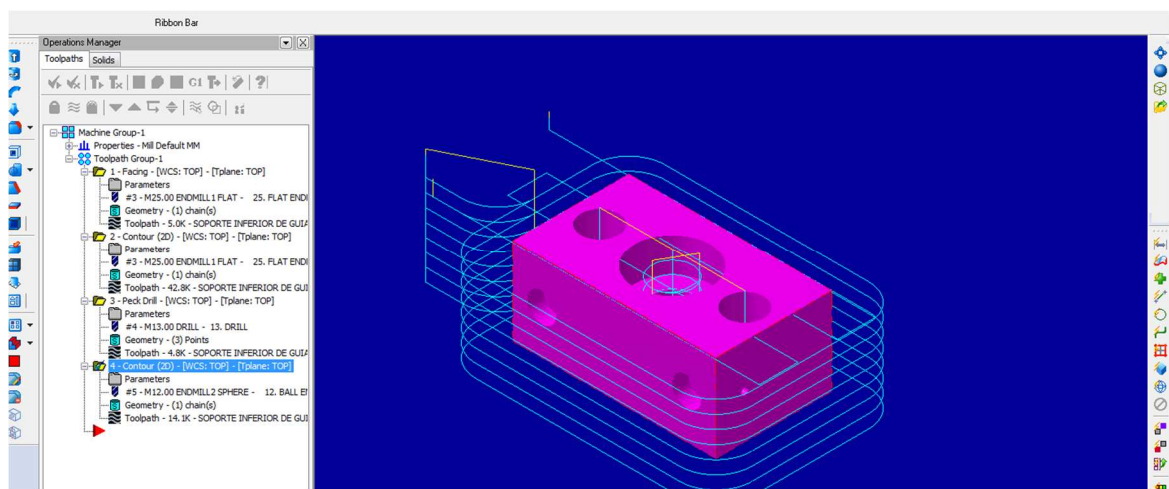 Ribbon Bar
Operations Manager
Toolpaths Solids
G1
Machine Group-1
Properties - Mill Default MM
Toolpath Group-1
1 - Facing - [WCS: TOP] - [Tplane: TOP]
Parameters
#3 - M25.00 ENDMILL1 FLAT - 25. FLAT END
Geometry - (1) chain(s)
Toolpath - 5.0K - SOPORTE INFERIOR DE GUIA
2 - Contour (2D) - [WCS: TOP] - [Tplane: TOP]
Parameters
#3 - M25.00 ENDMILL1 FLAT - 25. FLAT END
Geometry - (1) chain(s)
Toolpath - 42.8K - SOPORTE INFERIOR DE GUI
3 - Peck Drill - [WCS: TOP] - [Tplane: TOP]
Parameters
#4 - M13.00 DRILL - 13. DRILL
Geometry - (3) Points
Toolpath - 4.8K - SOPORTE INFERIOR DE GUIA
4 - Contour (2D) - [WCS: TOP] - [Tplane: TOP]
Parameters
#5 - M12.00 ENDMILL2 SPHERE - 12. BALL E
Geometry - (1) chain(s)
Toolpath - 14.1K - SOPORTE INFERIOR DE GUI